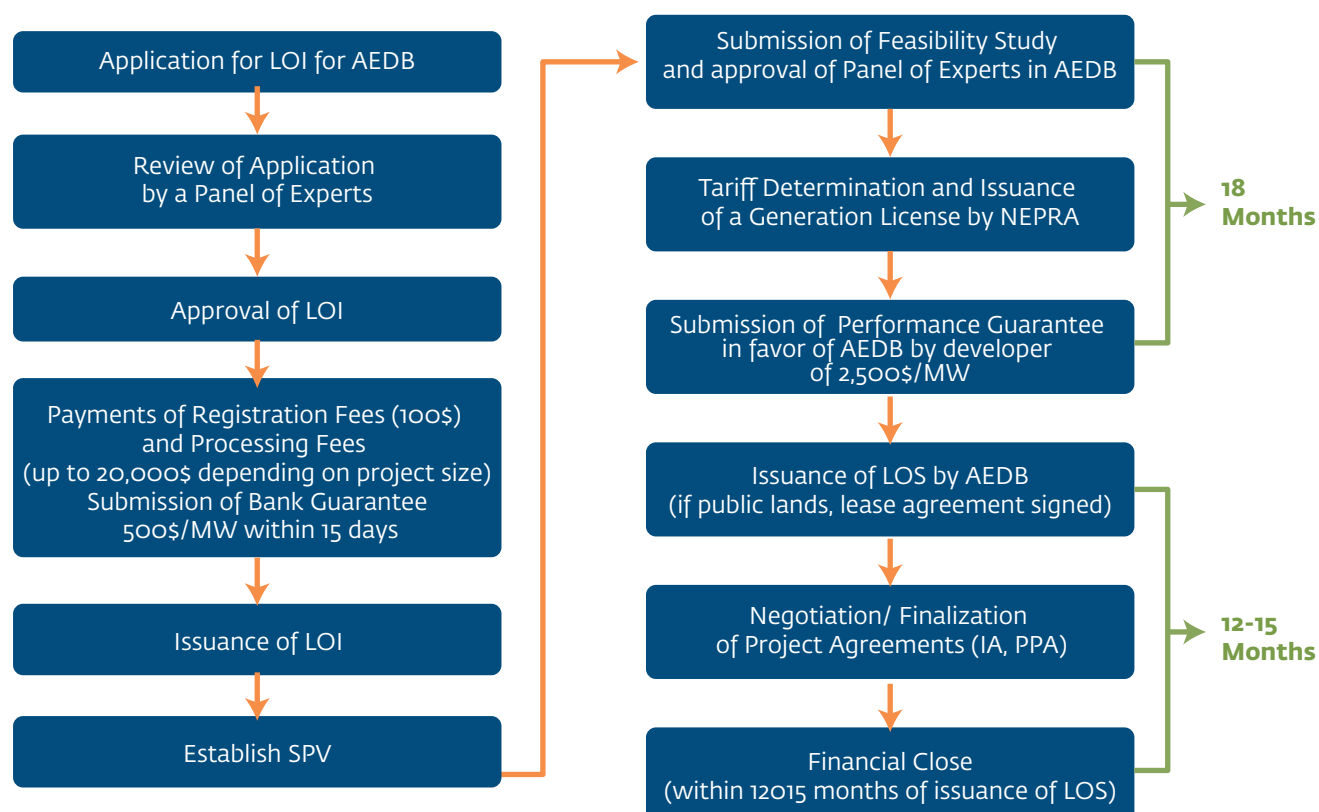 Application for LOI for AEDB
Review of Application
by a Panel of Experts
Approval of LOI
Payments of Registration Fees (100$)
and Processing Fees
(up to 20,000$ depending on project size)
Submission of Bank Guarantee
500$/MW within 15 days
Issuance of LOI
Establish SPV
Submission of Feasibility Study
and approval of Panel of Experts in AEDB
Tariff Determination and Issuance
of a Generation License by NEPRA
Submission of Performance Guarantee
in favor of AEDB by developer
of 2,500$/MW
18
Months
Issuance of LOS by AEDB
(if public lands, lease agreement signed)
Negotiation/ Finalization
of Project Agreements (IA, PPA)
Financial Close
(within 12015 months of issuance of LOS)
12-15
Months